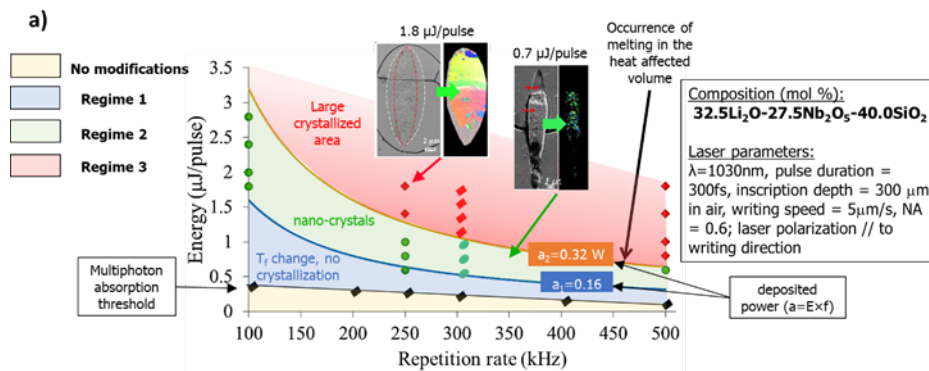 a)
No modifications
Regime 1
Regime 2
Regime 3
1.8 µJ/pulse
0.7 µJ/pulse
Occurrence of
melting in the
heat affected
volume
Large
crystallized
area
nano-crystals
T_f change, no
crystallization
2 µm
a₂=0.32 W
a₁=0.16
Energy (µJ/pulse)
3.5
3
2.5
2
1.5
1
0.5
0
100
150
200
250
300
350
400
450
500
Repetition rate (kHz)
Multiphoton
absorption
threshold
Composition (mol %):
32.5Li₂O-27.5Nb₂O₅-40.0SiO₂
Laser parameters:
λ=1030nm, pulse duration =
300fs, inscription depth = 300 µm
in air, writing speed = 5µm/s, NA
= 0.6; laser polarization // to
writing direction
deposited
power (a=E×f)